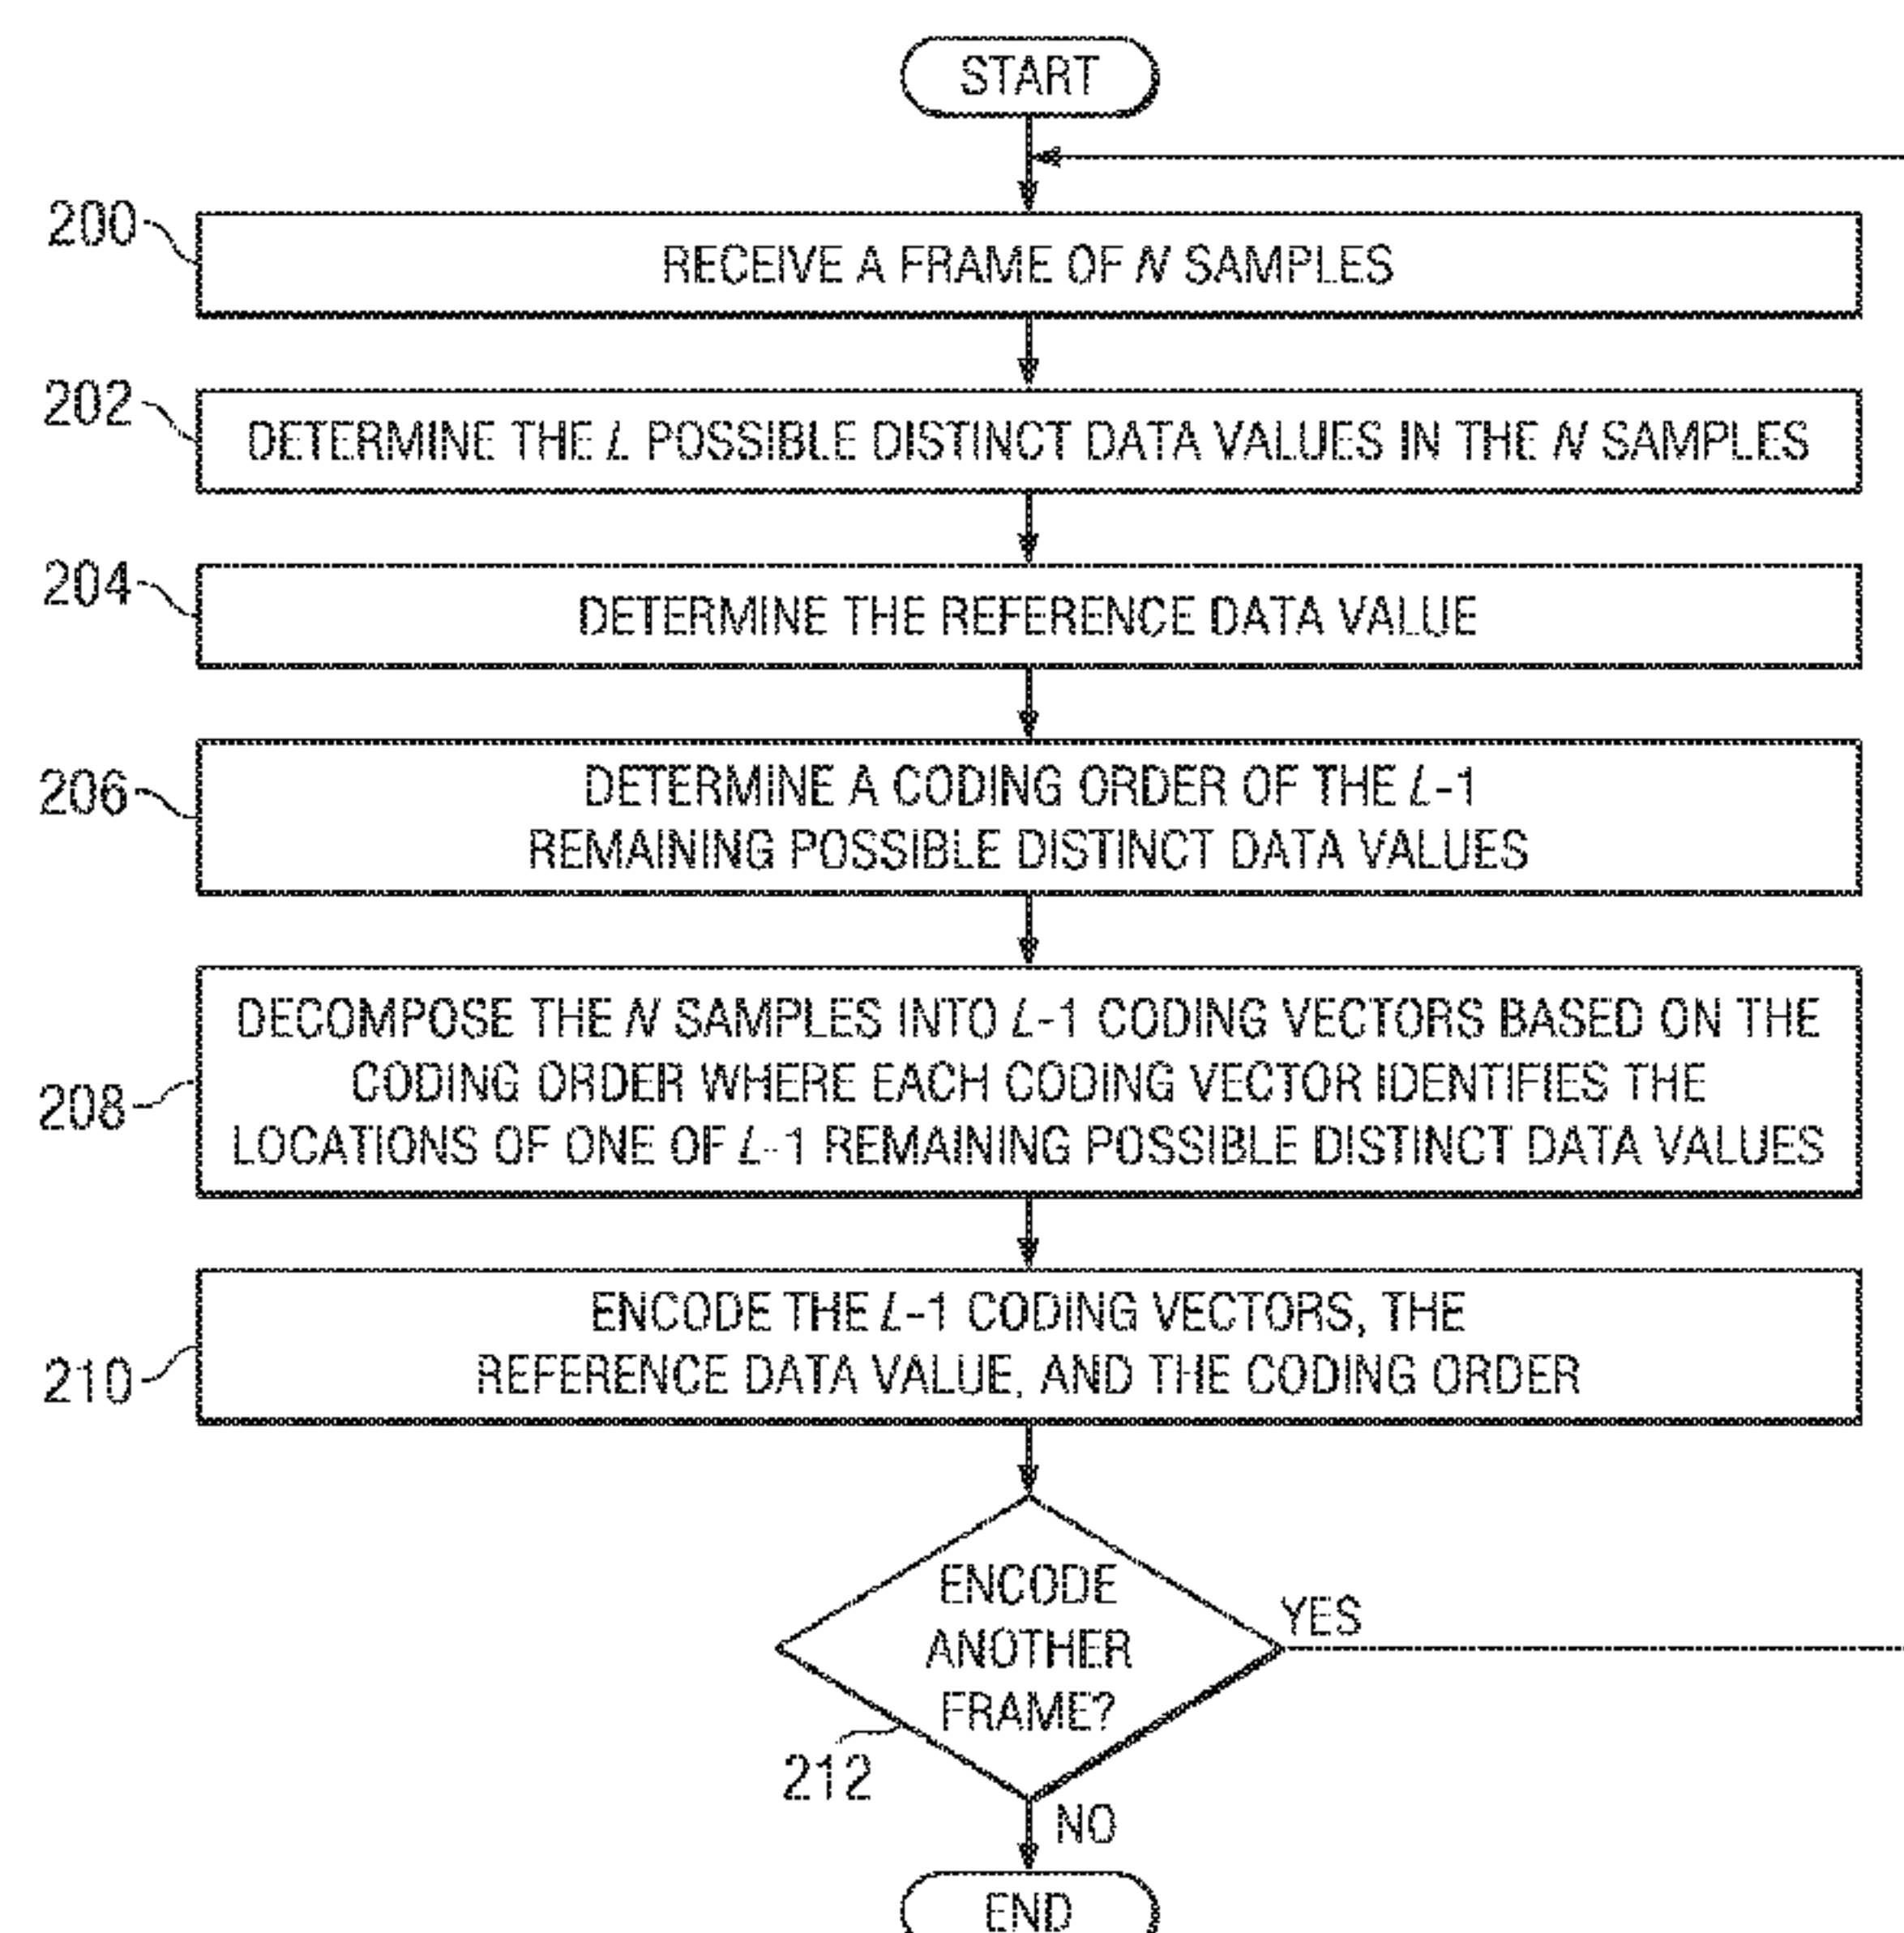 START
200
RECEIVE A FRAME OF N SAMPLES
202
DETERMINE THE L POSSIBLE DISTINCT DATA VALUES IN THE N SAMPLES
204
DETERMINE THE REFERENCE DATA VALUE
206
DETERMINE A CODING ORDER OF THE L-1
REMAINING POSSIBLE DISTINCT DATA VALUES
208
DECOMPOSE THE N SAMPLES INTO L-1 CODING VECTORS BASED ON THE
CODING ORDER WHERE EACH CODING VECTOR IDENTIFIES THE
LOCATIONS OF ONE OF L-1 REMAINING POSSIBLE DISTINCT DATA VALUES
210
ENCODE THE L-1 CODING VECTORS, THE
REFERENCE DATA VALUE, AND THE CODING ORDER
ENCODE
ANOTHER
FRAME?
YES
212
NO
END